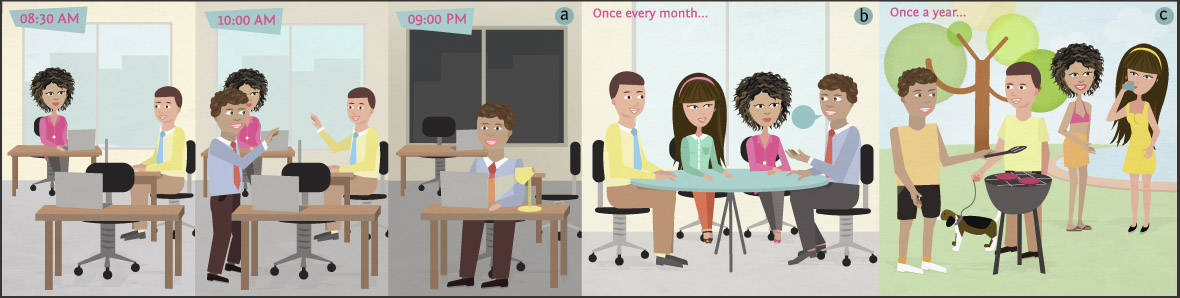 08:30 AM
10:00 AM
09:00 PM
a
Once every month...
b
Once a year...
c